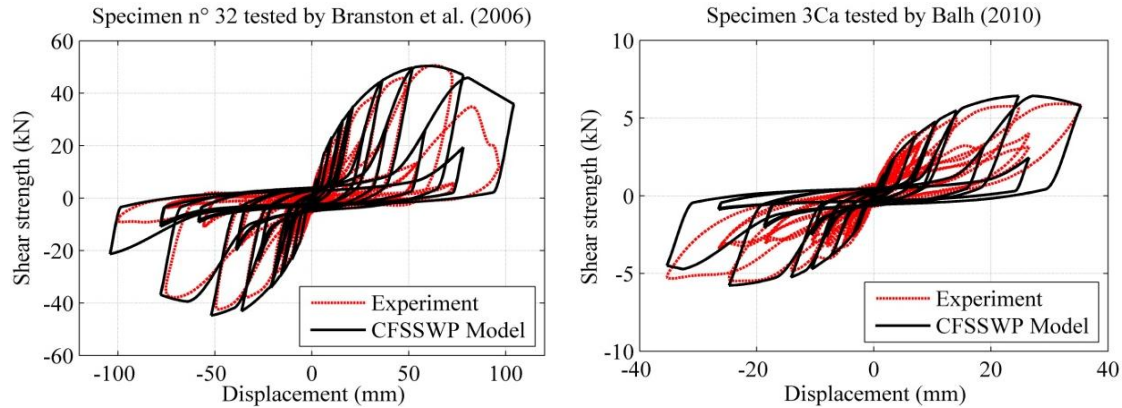 Specimen n° 32 tested by Branston et al. (2006)
60
40
20
0
-20
-40
-60
Shear strength (kN)
-100
-50
0
50
100
Displacement (mm)
Experiment
CFSSWP Model
Specimen 3Ca tested by Balh (2010)
10
5
0
-5
-10
Shear strength (kN)
-40
-20
0
20
40
Displacement (mm)
Experiment
CFSSWP Model